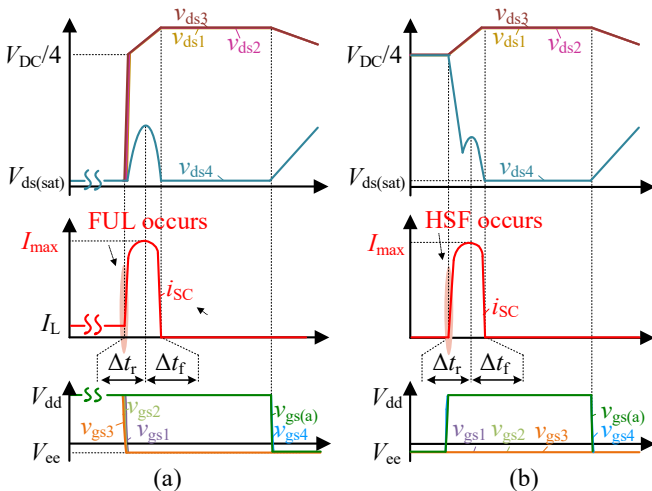 v_ds3
v_ds1
v_ds2
V_DC/4
v_ds4
V_ds(sat)
FUL occurs
I_max
i_SC
I_L
Δt_r
Δt_f
V_dd
v_gs2
v_gs3
v_gs1
v_gs(a)
v_gs4
V_ee
(a)
v_ds3
v_ds1
v_ds2
V_DC/4
v_ds4
V_ds(sat)
HSF occurs
I_max
i_SC
Δt_r
Δt_f
V_dd
v_gs(a)
v_gs1
v_gs2
v_gs3
v_gs4
V_ee
(b)